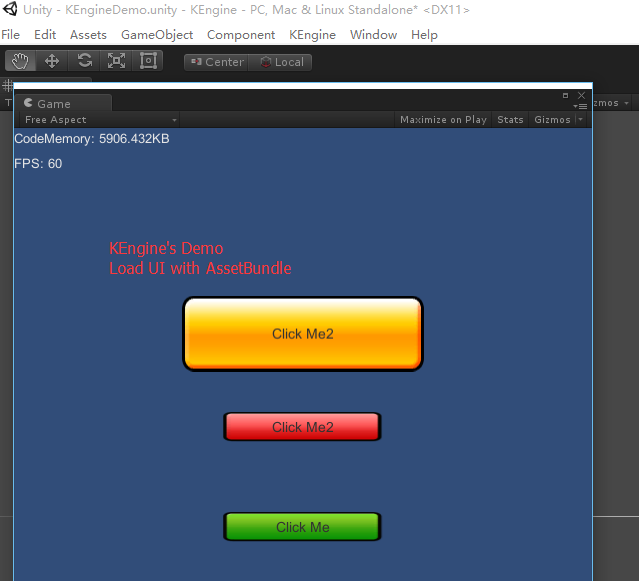 Unity - KEngineDemo.unity - KEngine - PC, Mac & Linux Standalone* <DX11>
File Edit Assets GameObject Component KEngine Window Help
Center Local
Game
Free Aspect Maximize on Play Stats Gizmos
CodeMemory: 5906.432KB
FPS: 60
KEngine's Demo
Load UI with AssetBundle
Click Me2
Click Me2
Click Me